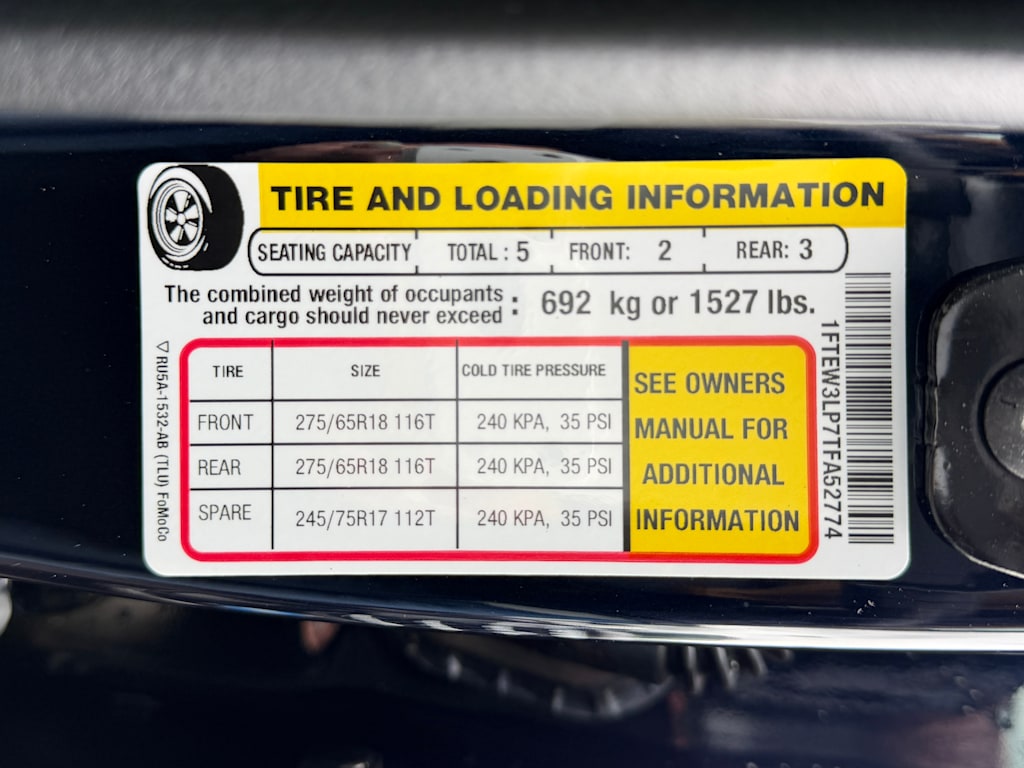 TIRE AND LOADING INFORMATION
SEATING CAPACITY TOTAL : 5 FRONT: 2 REAR: 3
The combined weight of occupants
and cargo should never exceed : 692 kg or 1527 lbs.
TIRE SIZE COLD TIRE PRESSURE
FRONT 275/65R18 116T 240 KPA, 35 PSI
REAR 275/65R18 116T 240 KPA, 35 PSI
SPARE 245/75R17 112T 240 KPA, 35 PSI
SEE OWNERS
MANUAL FOR
ADDITIONAL
INFORMATION
▽ RU5A-1532-AB (TLU) FoMoCo
1FTEW3LP7TFA52774